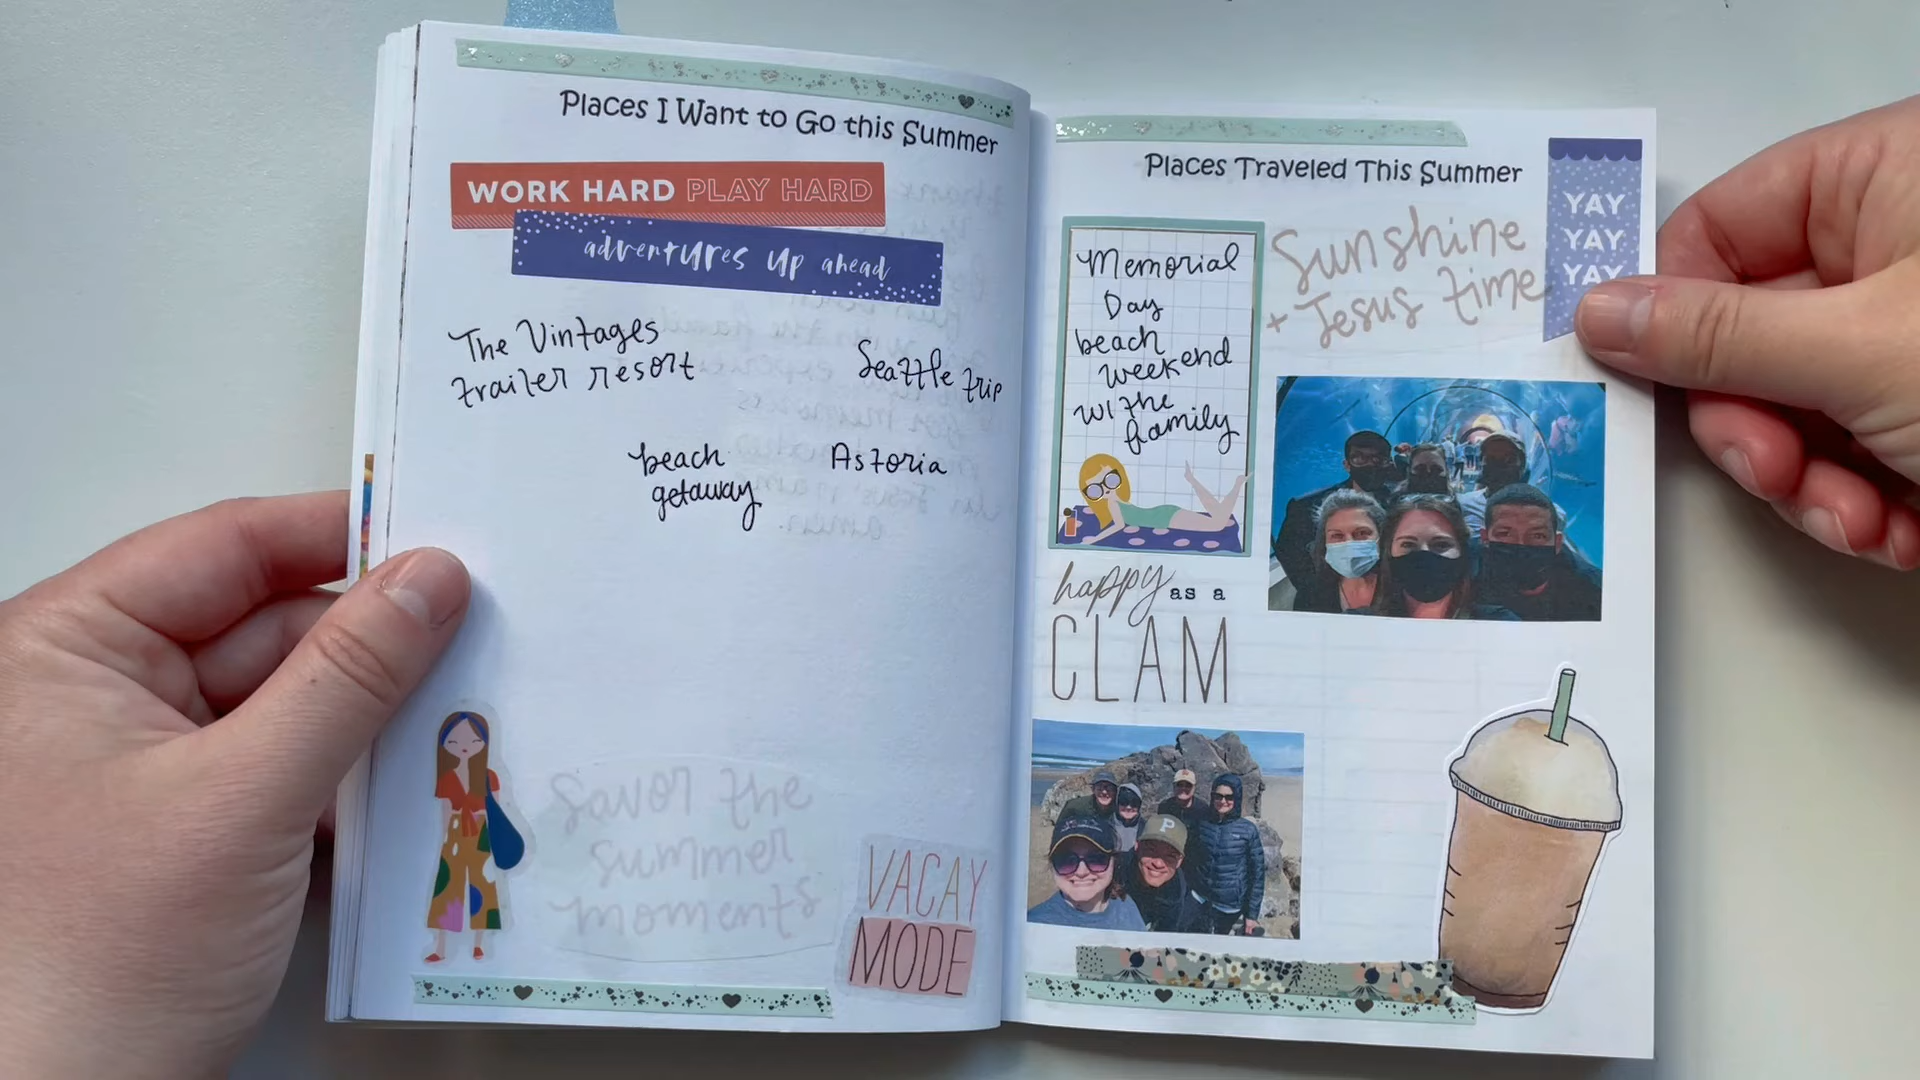 Places I Want to Go this Summer
WORK HARD PLAY HARD
adventures up ahead
The Vintages
trailer resort
Seattle trip
beach
getaway
Astoria
Savor the
summer
moments
VACAY
MODE
Places Traveled This Summer
YAY
YAY
YAY
Sunshine
+ Jesus time
Memorial
Day
beach
weekend
w/ the
family
happy as a
CLAM
P